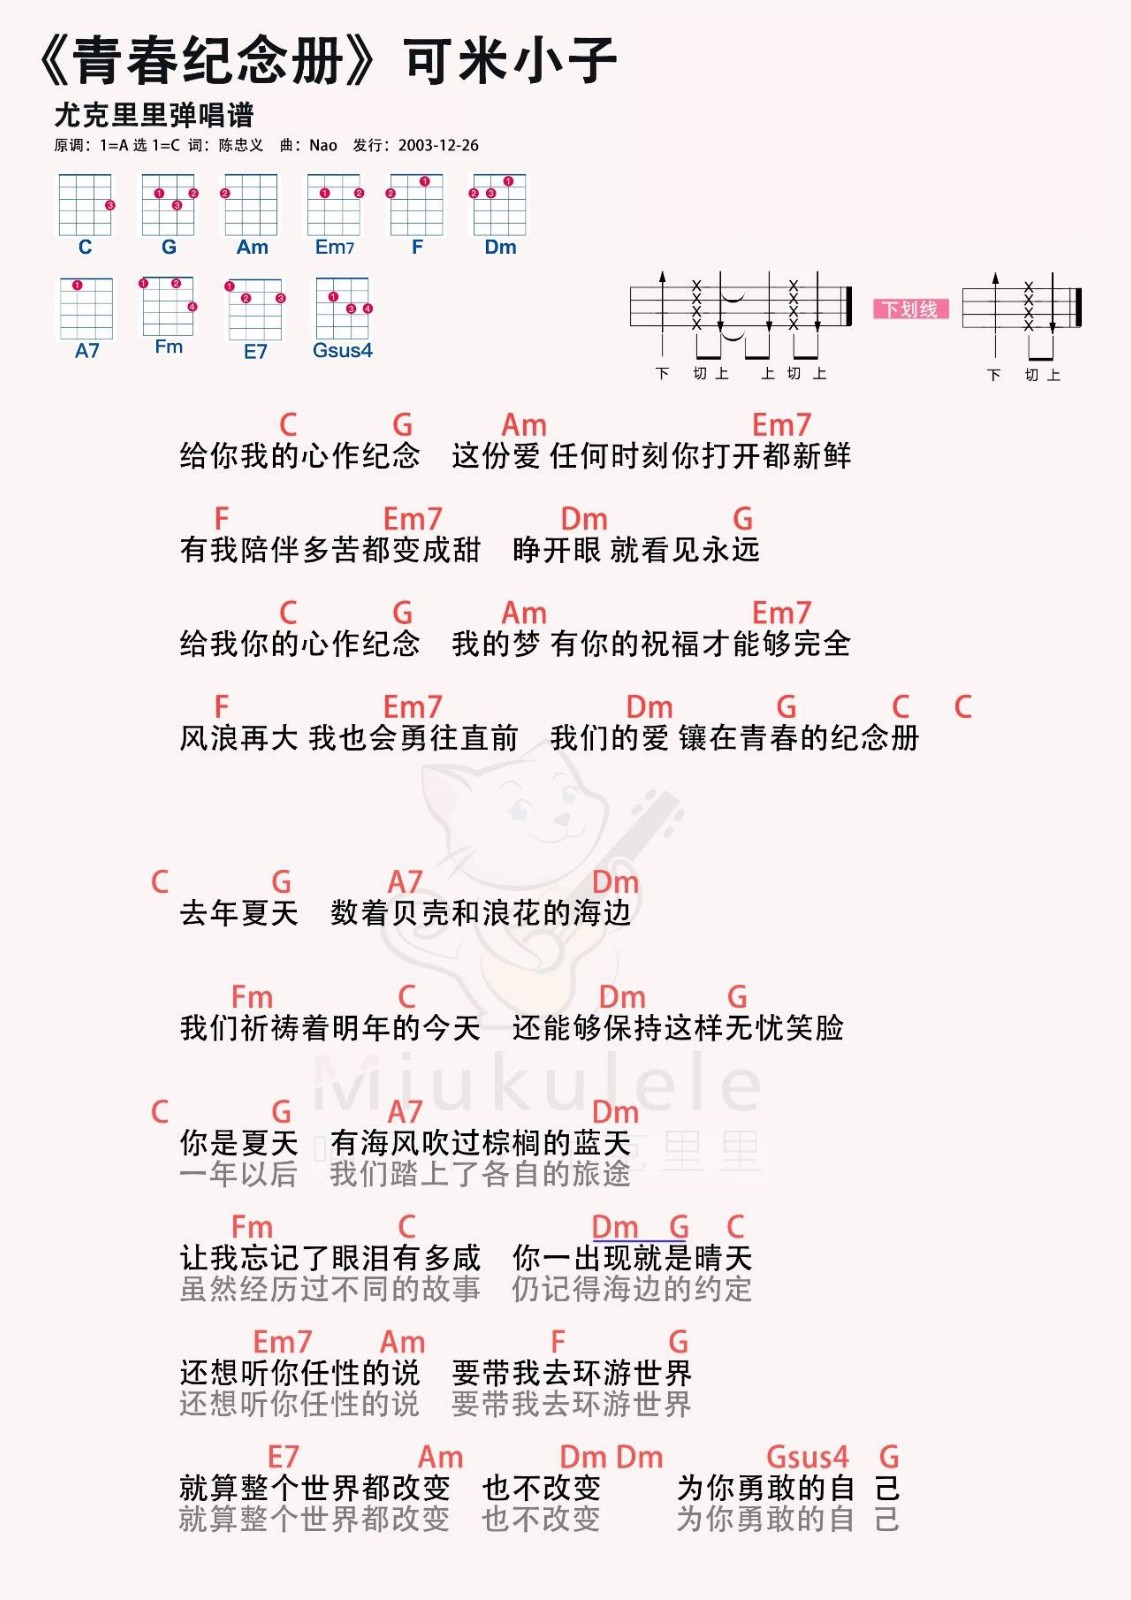 《青春纪念册》可米小子
尤克里里弹唱谱
原调：1=A 选 1=C 词：陈忠义 曲：Nao 发行：2003-12-26
C G Am Em7 F Dm
A7 Fm E7 Gsus4
下 切 上 上 切 上
下划线
下 切 上
C G Am Em7
给你我的心作纪念 这份爱 任何时刻你打开都新鲜
F Em7 Dm G
有我陪伴多苦都变成甜 睁开眼 就看见永远
C G Am Em7
给我你的心作纪念 我的梦 有你的祝福才能够完全
F Em7 Dm G C C
风浪再大 我也会勇往直前 我们的爱 镶在青春的纪念册
C G A7 Dm
去年夏天 数着贝壳和浪花的海边
Fm C Dm G
我们祈祷着明年的今天 还能够保持这样无忧笑脸
Miukulele
C G A7 Dm
你是夏天 有海风吹过棕榈的蓝天
一年以后 我们踏上了各自的旅途
Fm C Dm G C
让我忘记了眼泪有多咸 你一出现就是晴天
虽然经历过不同的故事 仍记得海边的约定
Em7 Am F G
还想听你任性的说 要带我去环游世界
还想听你任性的说 要带我去环游世界
E7 Am Dm Dm Gsus4 G
就算整个世界都改变 也不改变 为你勇敢的自 己
就算整个世界都改变 也不改变 为你勇敢的自 己